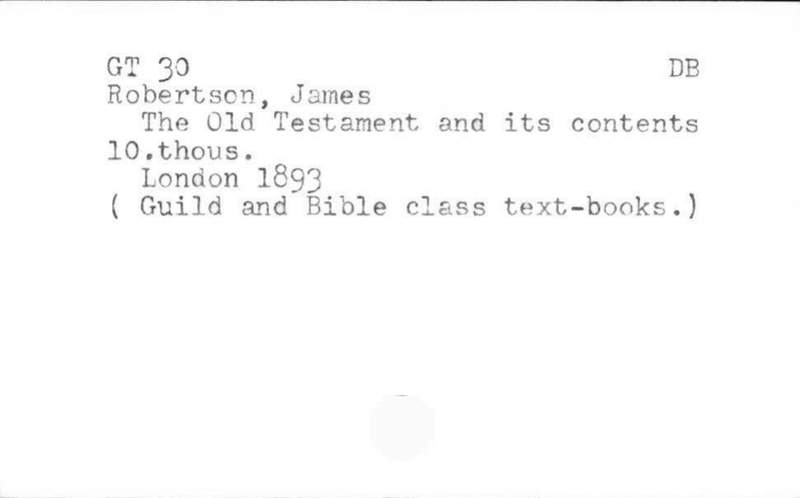 GT 30 DB
Robertson, James
The Old Testament and its contents
10.thous.
London 1893
( Guild and Bible class text-books.)